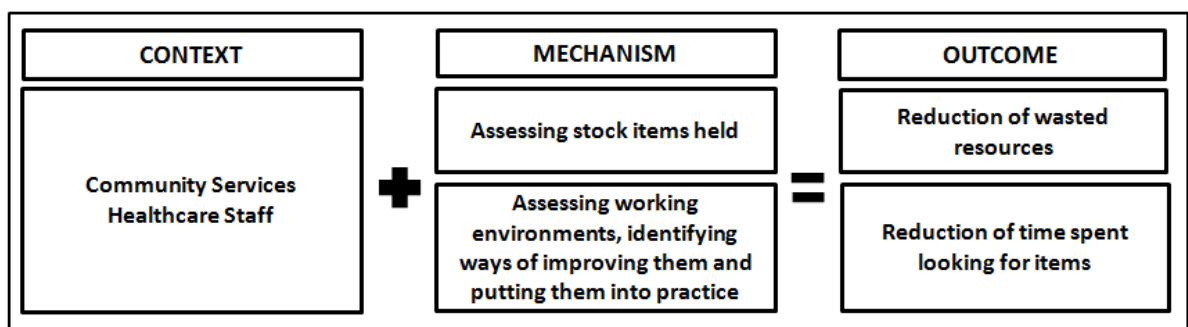 CONTEXT
Community Services
Healthcare Staff
+
MECHANISM
Assessing stock items held
Assessing working
environments, identifying
ways of improving them and
putting them into practice
=
OUTCOME
Reduction of wasted
resources
Reduction of time spent
looking for items